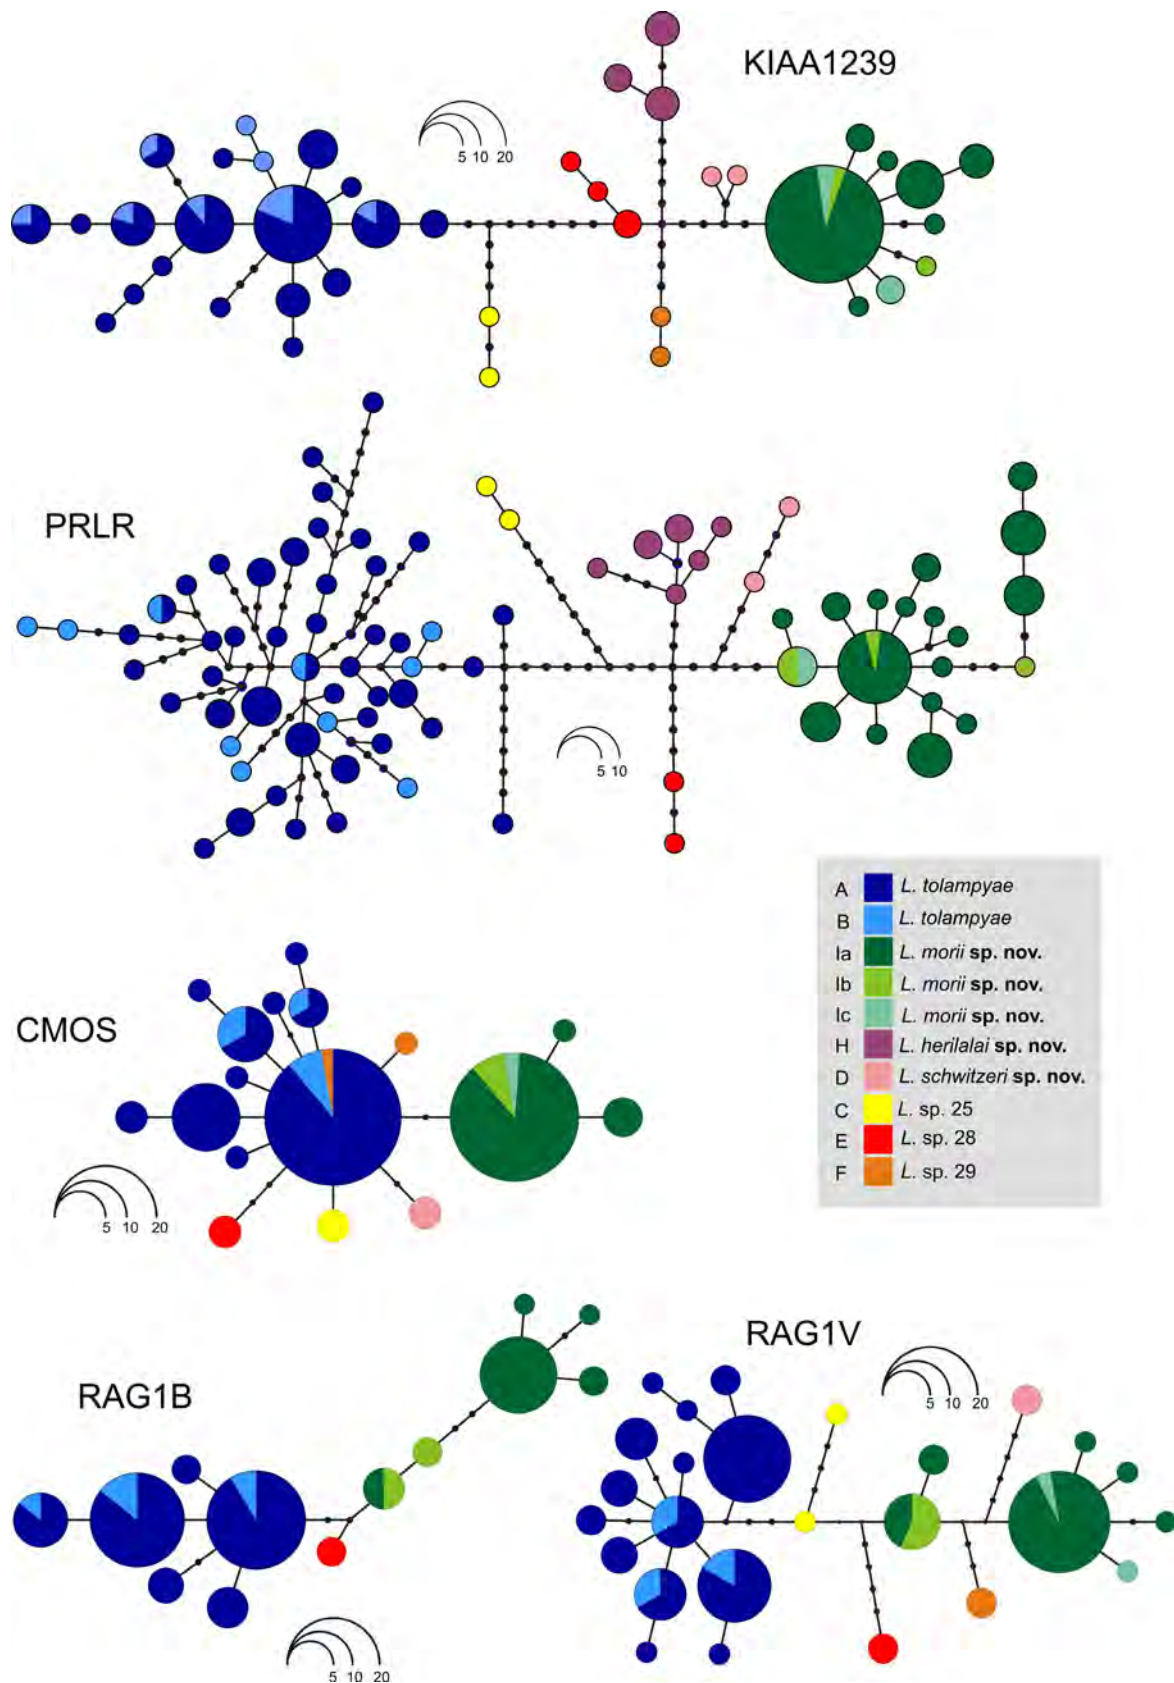 KIAA1239
5 10 20
PRLR
5 10
A L. tolampyae
B L. tolampyae
Ia L. morii sp. nov.
Ib L. morii sp. nov.
Ic L. morii sp. nov.
H L. herilalai sp. nov.
D L. schwitzeri sp. nov.
C L. sp. 25
E L. sp. 28
F L. sp. 29
CMOS
5 10 20
RAG1B
5 10 20
RAG1V
5 10 20